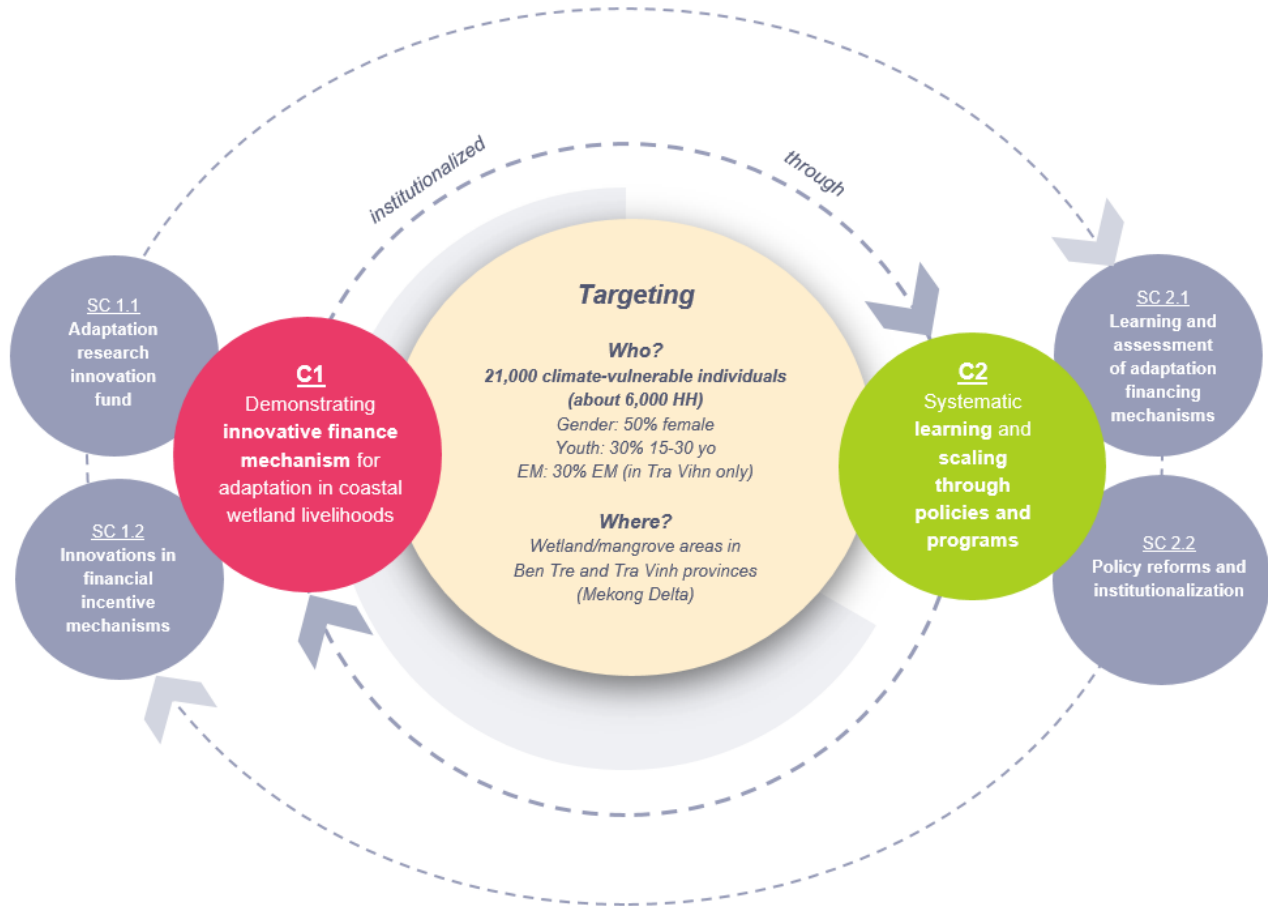 institutionalized
through
SC 1.1
Adaptation
research
innovation
fund
SC 1.2
Innovations in
financial
incentive
mechanisms
C1
Demonstrating
innovative finance
mechanism for
adaptation in coastal
wetland livelihoods
Targeting
Who?
21,000 climate-vulnerable individuals
(about 6,000 HH)
Gender: 50% female
Youth: 30% 15-30 yo
EM: 30% EM (in Tra Vihn only)
Where?
Wetland/mangrove areas in
Ben Tre and Tra Vinh provinces
(Mekong Delta)
C2
Systematic
learning and
scaling
through
policies and
programs
SC 2.1
Learning and
assessment
of adaptation
financing
mechanisms
SC 2.2
Policy reforms and
institutionalization